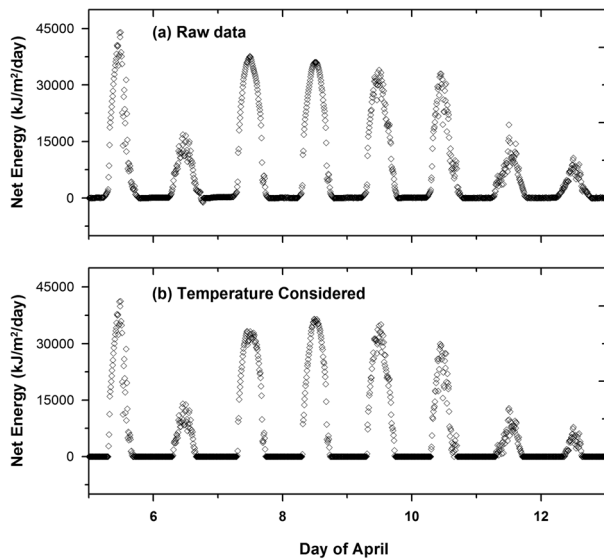 45000
(a) Raw data
30000
15000
0
Net Energy (kJ/m²/day)
45000
(b) Temperature Considered
30000
15000
0
Net Energy (kJ/m²/day)
6 8 10 12
Day of April